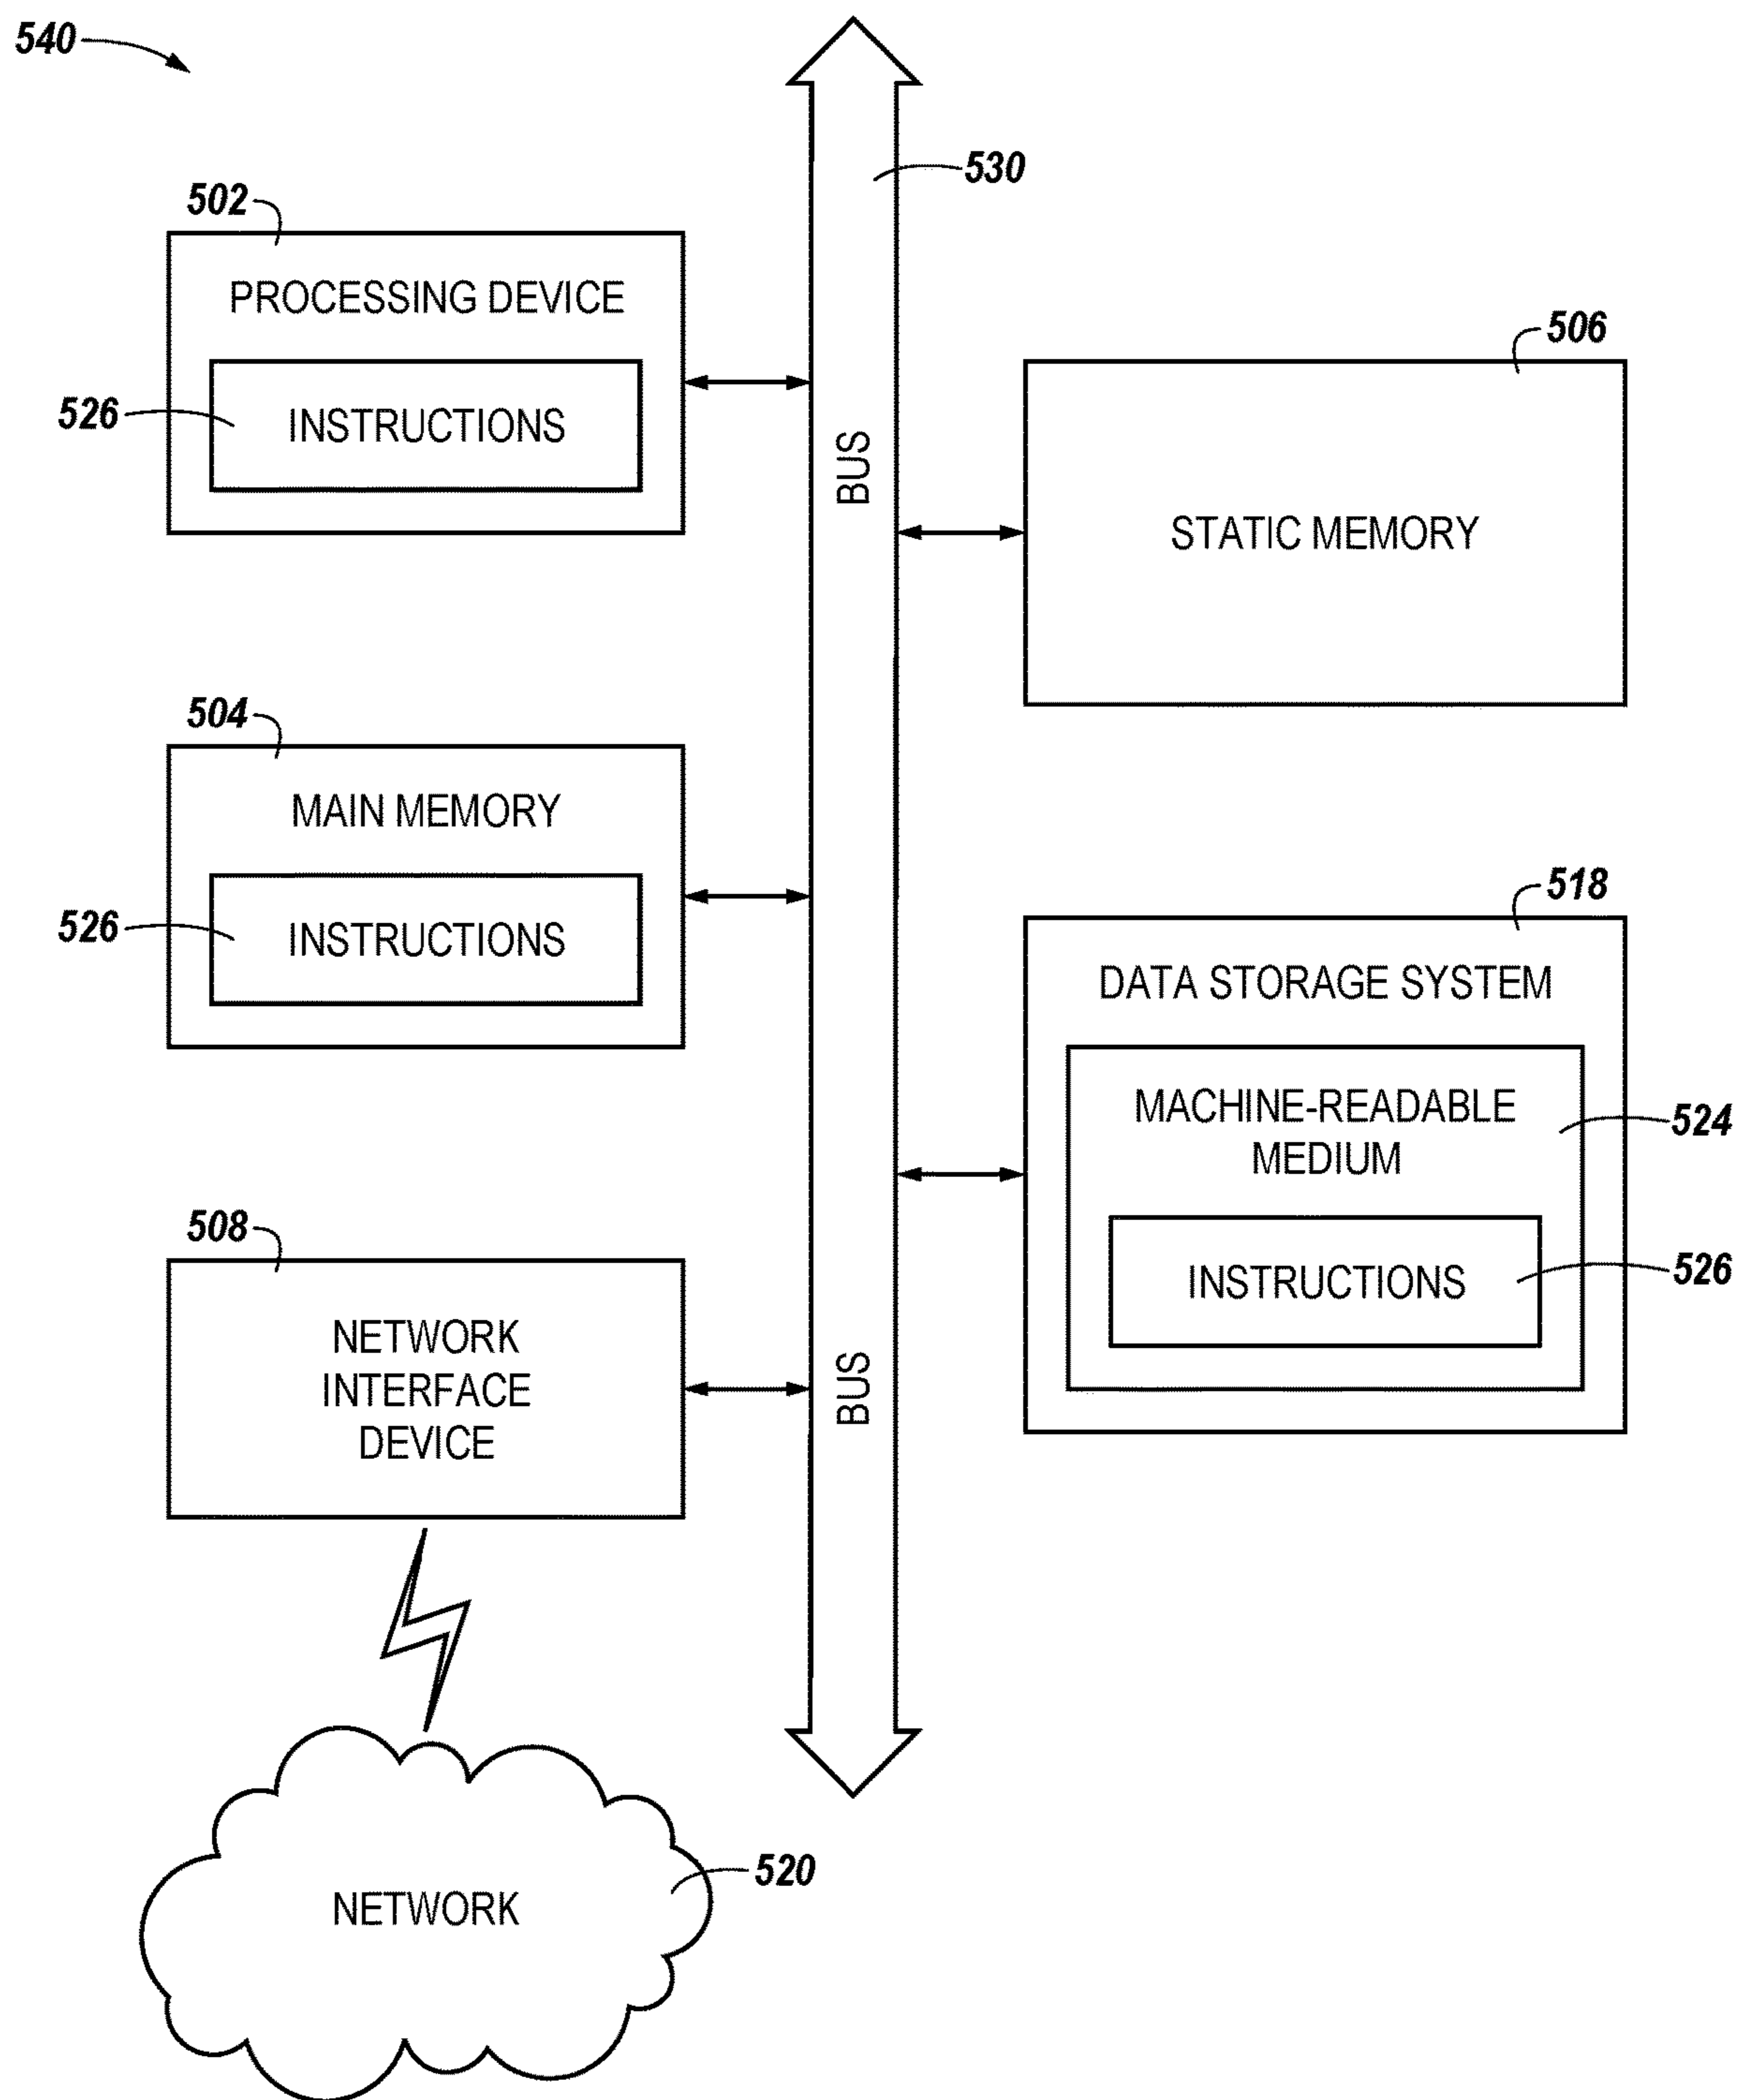 540
530
502
PROCESSING DEVICE
526
INSTRUCTIONS
BUS
506
STATIC MEMORY
504
MAIN MEMORY
526
INSTRUCTIONS
518
DATA STORAGE SYSTEM
MACHINE-READABLE
MEDIUM
524
INSTRUCTIONS
526
508
NETWORK
INTERFACE
DEVICE
BUS
NETWORK
520